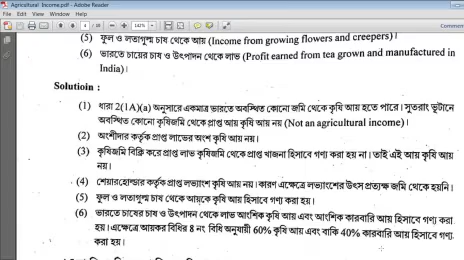 Agricultural Income.pdf - Adobe Reader
File Edit View Window Help
142%
(5) ফুল ও লতাগুল্ম চাষ থেকে আয় (Income from growing flowers and creepers)।
(6) ভারতে চায়ের চাষ ও উৎপাদন থেকে লাভ (Profit earned from tea grown and manufactured in
India)।
Solutioin :
(1) ধারা 2(1A)(a) অনুসারে একমাত্র ভারতে অবস্থিত কোনো জমি থেকে কৃষি আয় হতে পারে। সুতরাং ভুটানে
অবস্থিত কোনো কৃষিজমি থেকে প্রাপ্ত আয় কৃষি আয় নয় (Not an agricultural income)।
(2) অংশীদার কর্তৃক প্রাপ্ত লাভের অংশ কৃষি আয় নয়।
(3) কৃষিজমি বিক্রি করে প্রাপ্ত লাভ কৃষিজমি থেকে প্রাপ্ত খাজনা হিসাবে গণ্য করা হয় না। তাই এই আয় কৃষি আয়
নয়।
(4) শেয়ারহোল্ডার কর্তৃক প্রাপ্ত লভ্যাংশ কৃষি আয় নয়। কারণ এক্ষেত্রে লভ্যাংশের উৎস প্রত্যক্ষ জমি থেকে হয়নি।
(5) ফুল ও লতাগুল্ম চাষ থেকে আয়কে কৃষি আয় হিসাবে গণ্য করা হয়।
(6) ভারতে চাষের চাষ ও উৎপাদন থেকে লাভ আংশিক কৃষি আয় এবং আংশিক কারবারি আয় হিসাবে গণ্য করা
হয়। এক্ষেত্রে আয়কর বিধির 8 নং বিধি অনুযায়ী 60% কৃষি আয় এবং বাকি 40% কারবারি আয় হিসাবে গণ্য
করা হয়।